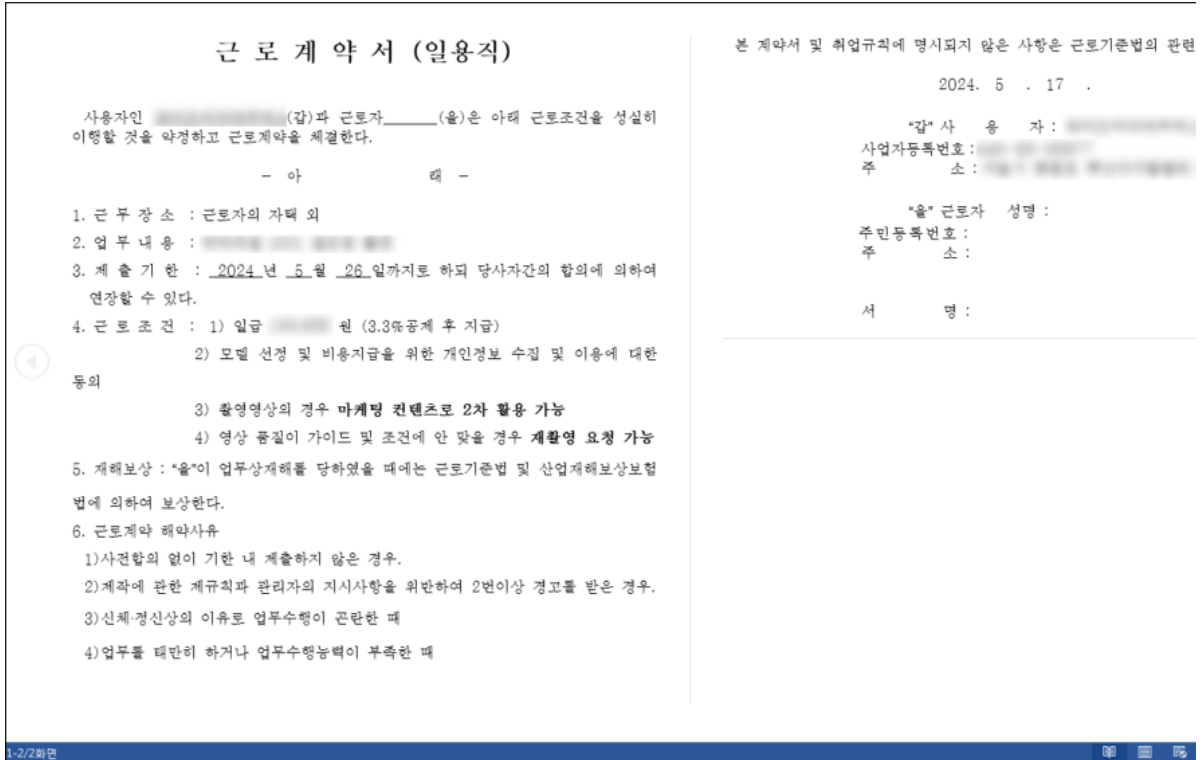 근 로 계 약 서 (일용직)
사용자인 (갑)과 근로자______(을)은 아래 근로조건을 성실히
이행할 것을 약정하고 근로계약을 체결한다.
- 아 래 -
1. 근 무 장 소 : 근로자의 자택 외
2. 업 무 내 용 :
3. 제 출 기 한 : 2024 년 5 월 26 일까지로 하되 당사자간의 합의에 의하여
연장할 수 있다.
4. 근 로 조 건 : 1) 일급 원 (3.3%공제 후 지급)
2) 모델 선정 및 비용지급을 위한 개인정보 수집 및 이용에 대한
동의
3) 촬영영상의 경우 마케팅 컨텐츠로 2차 활용 가능
4) 영상 품질이 가이드 및 조건에 안 맞을 경우 재촬영 요청 가능
5. 재해보상 : "을"이 업무상재해를 당하였을 때에는 근로기준법 및 산업재해보상보험
법에 의하여 보상한다.
6. 근로계약 해약사유
1)사전합의 없이 기한 내 제출하지 않은 경우.
2)제작에 관한 제규칙과 관리자의 지시사항을 위반하여 2번이상 경고를 받은 경우.
3)신체·정신상의 이유로 업무수행이 곤란한 때
4)업무를 태만히 하거나 업무수행능력이 부족한 때
본 계약서 및 취업규칙에 명시되지 않은 사항은 근로기준법의 관련
2024. 5 . 17 .
"갑" 사 용 자 :
사업자등록번호 :
주 소 :
"을" 근로자 성명 :
주민등록번호 :
주 소 :
서 명 :
1-2/2화면